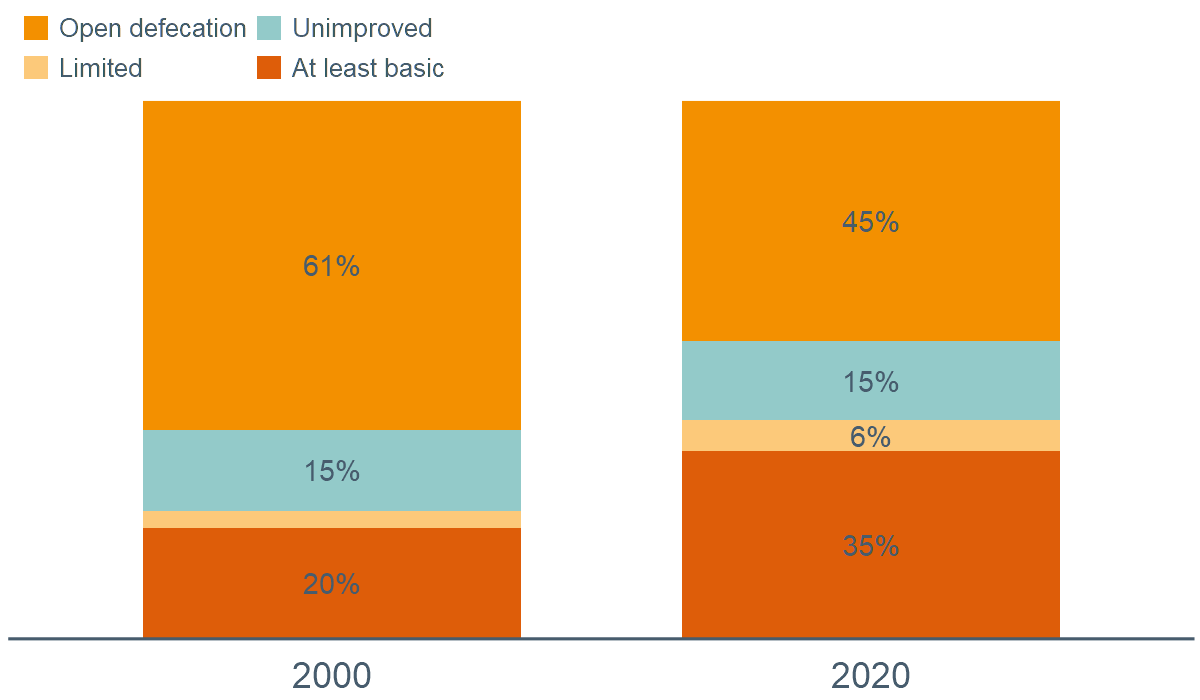 Open defecation
Unimproved
Limited
At least basic
61%
45%
15%
15%
6%
20%
35%
2000
2020